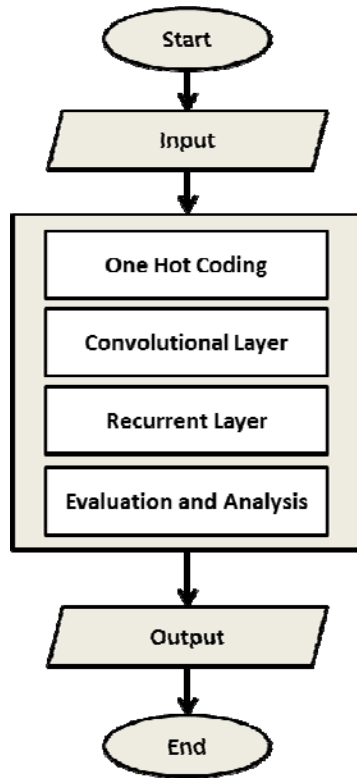 Start
Input
One Hot Coding
Convolutional Layer
Recurrent Layer
Evaluation and Analysis
Output
End